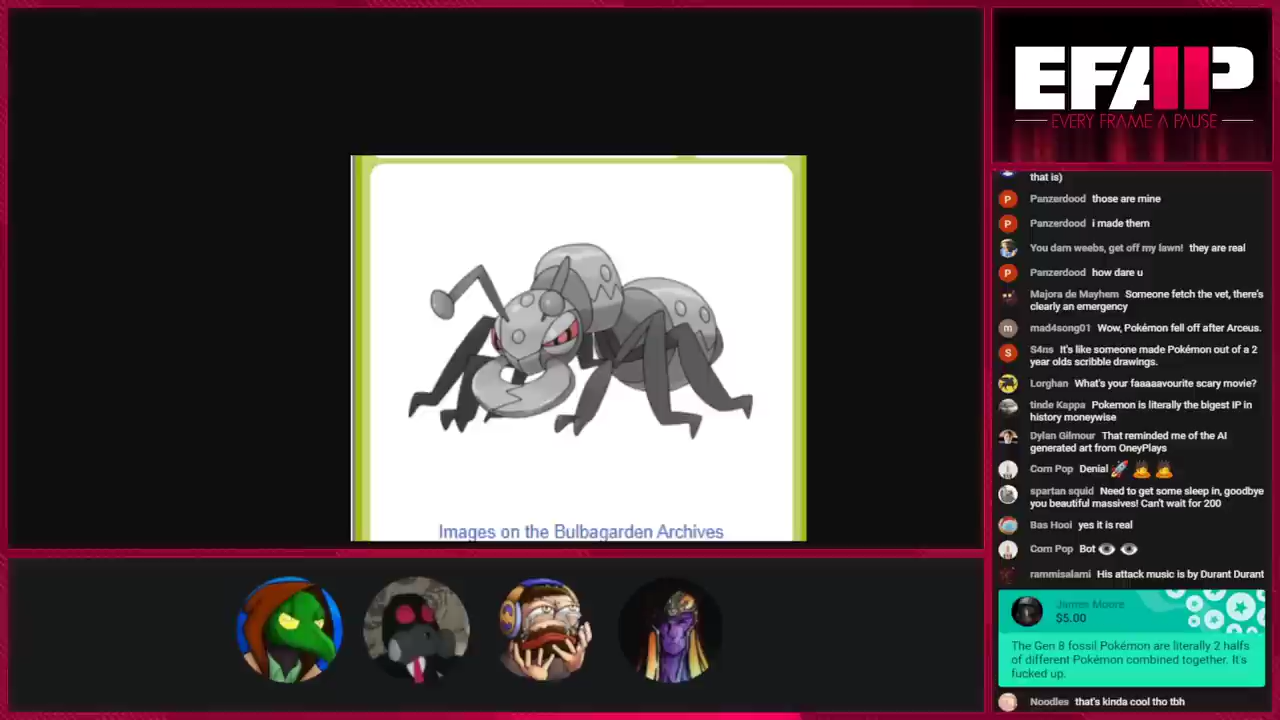 EFAP
EVERY FRAME A PAUSE
that is)
P Panzerdood those are mine
P Panzerdood i made them
You dam weebs, get off my lawn! they are real
P Panzerdood how dare u
Majora de Mayhem Someone fetch the vet, there's
clearly an emergency
m mad4song01 Wow, Pokémon fell off after Arceus.
S S4ns It's like someone made Pokémon out of a 2
year olds scribble drawings.
Lorghan What's your faaaaavourite scary movie?
tinde Kappa Pokemon is literally the bigest IP in
history moneywise
Dylan Gilmour That reminded me of the AI
generated art from OneyPlays
Corn Pop Denial
spartan squid Need to get some sleep in, goodbye
you beautiful massives! Can't wait for 200
Bas Hooi yes it is real
Corn Pop Bot
rammisalami His attack music is by Durant Durant
James Moore
$5.00
The Gen 8 fossil Pokémon are literally 2 halfs
of different Pokémon combined together. It's
fucked up.
Noodles that's kinda cool tho tbh
Images on the Bulbagarden Archives